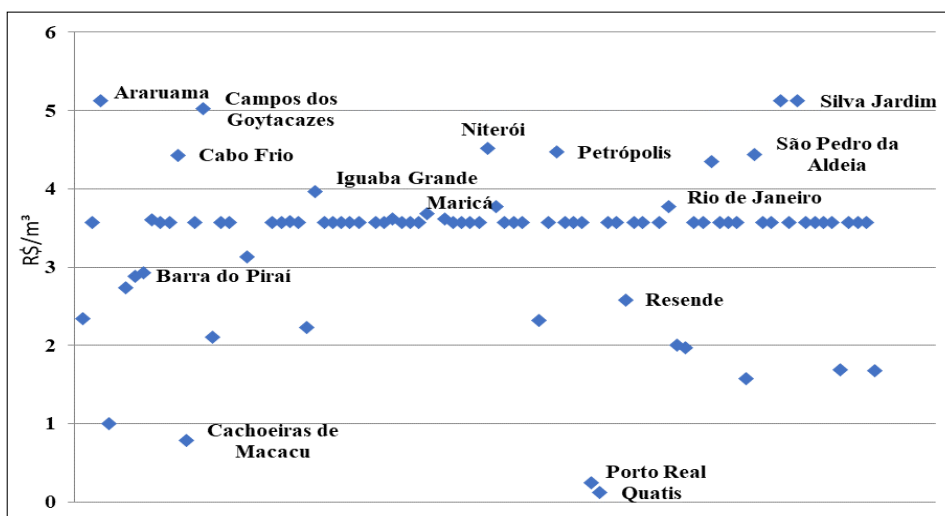 6
5
4
3
2
1
0
R$/m³
Araruama
Campos dos
Goytacazes
Cabo Frio
Iguaba Grande
Maricá
Niterói
Petrópolis
Silva Jardim
São Pedro da
Aldeia
Rio de Janeiro
Barra do Piraí
Resende
Cachoeiras de
Macacu
Porto Real
Quatis